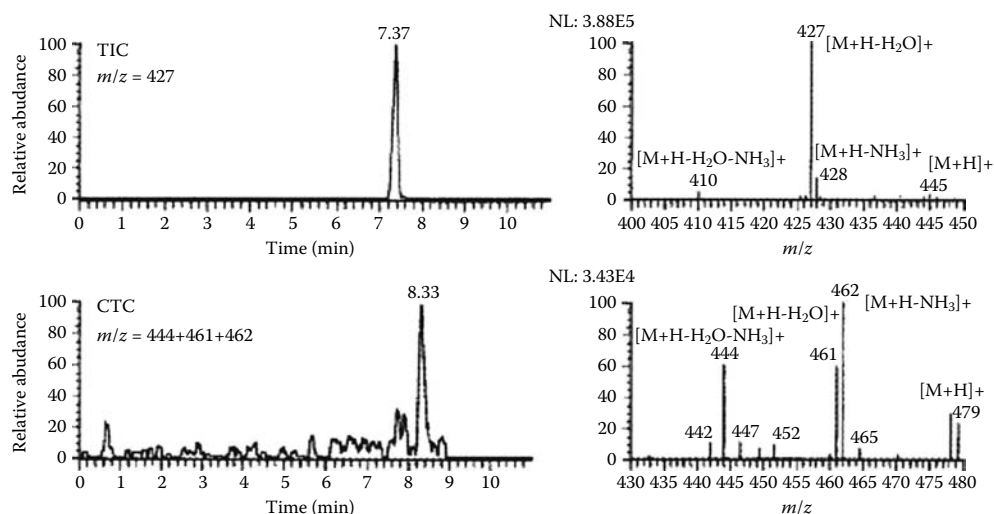 NL: 3.88E5
Relative abudance
100
80
60
40
20
0
TIC
m/z = 427
7.37
0 1 2 3 4 5 6 7 8 9 10
Time (min)
100
80
60
40
20
0
427
[M+H-H₂O]+
[M+H-H₂O-NH₃]+
410
[M+H-NH₃]+
428
[M+H]+
445
400 405 410 415 420 425 430 435 440 445 450
m/z
NL: 3.43E4
Relative abudance
100
80
60
40
20
0
CTC
m/z = 444+461+462
8.33
0 1 2 3 4 5 6 7 8 9 10
Time (min)
100
80
60
40
20
0
462
[M+H-NH₃]+
[M+H-H₂O]+
461
[M+H-H₂O-NH₃]+
444
[M+H]+
479
442
447
452
465
430 435 440 445 450 455 460 465 470 475 480
m/z